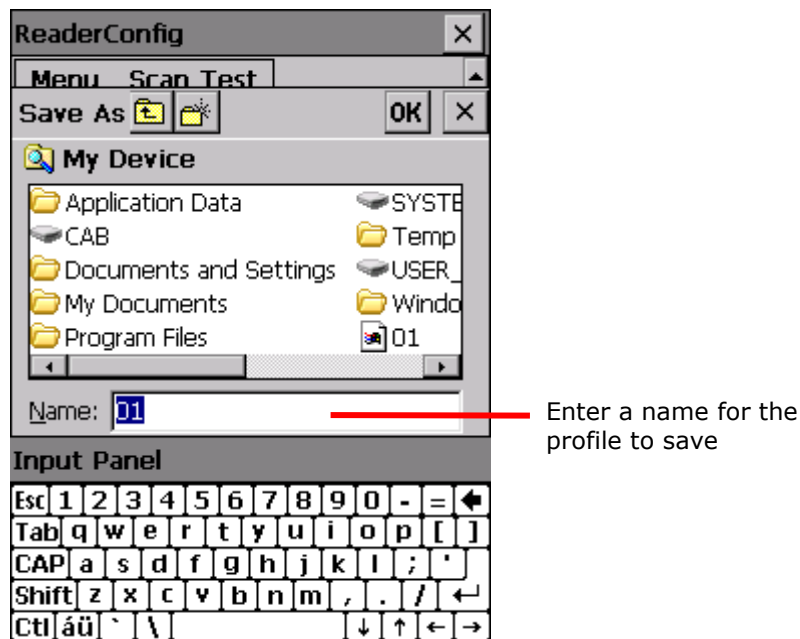 ReaderConfig
Menu Scan Test
Save As OK
My Device
Application Data SYSTE
CAB Temp
Documents and Settings USER_
My Documents Windo
Program Files 01
Name: 01
Enter a name for the
profile to save
Input Panel
Esc 1 2 3 4 5 6 7 8 9 0 - =
Tab q w e r t y u i o p [ ]
CAP a s d f g h j k l ; '
Shift z x c v b n m , . /
Ctl áü ` \